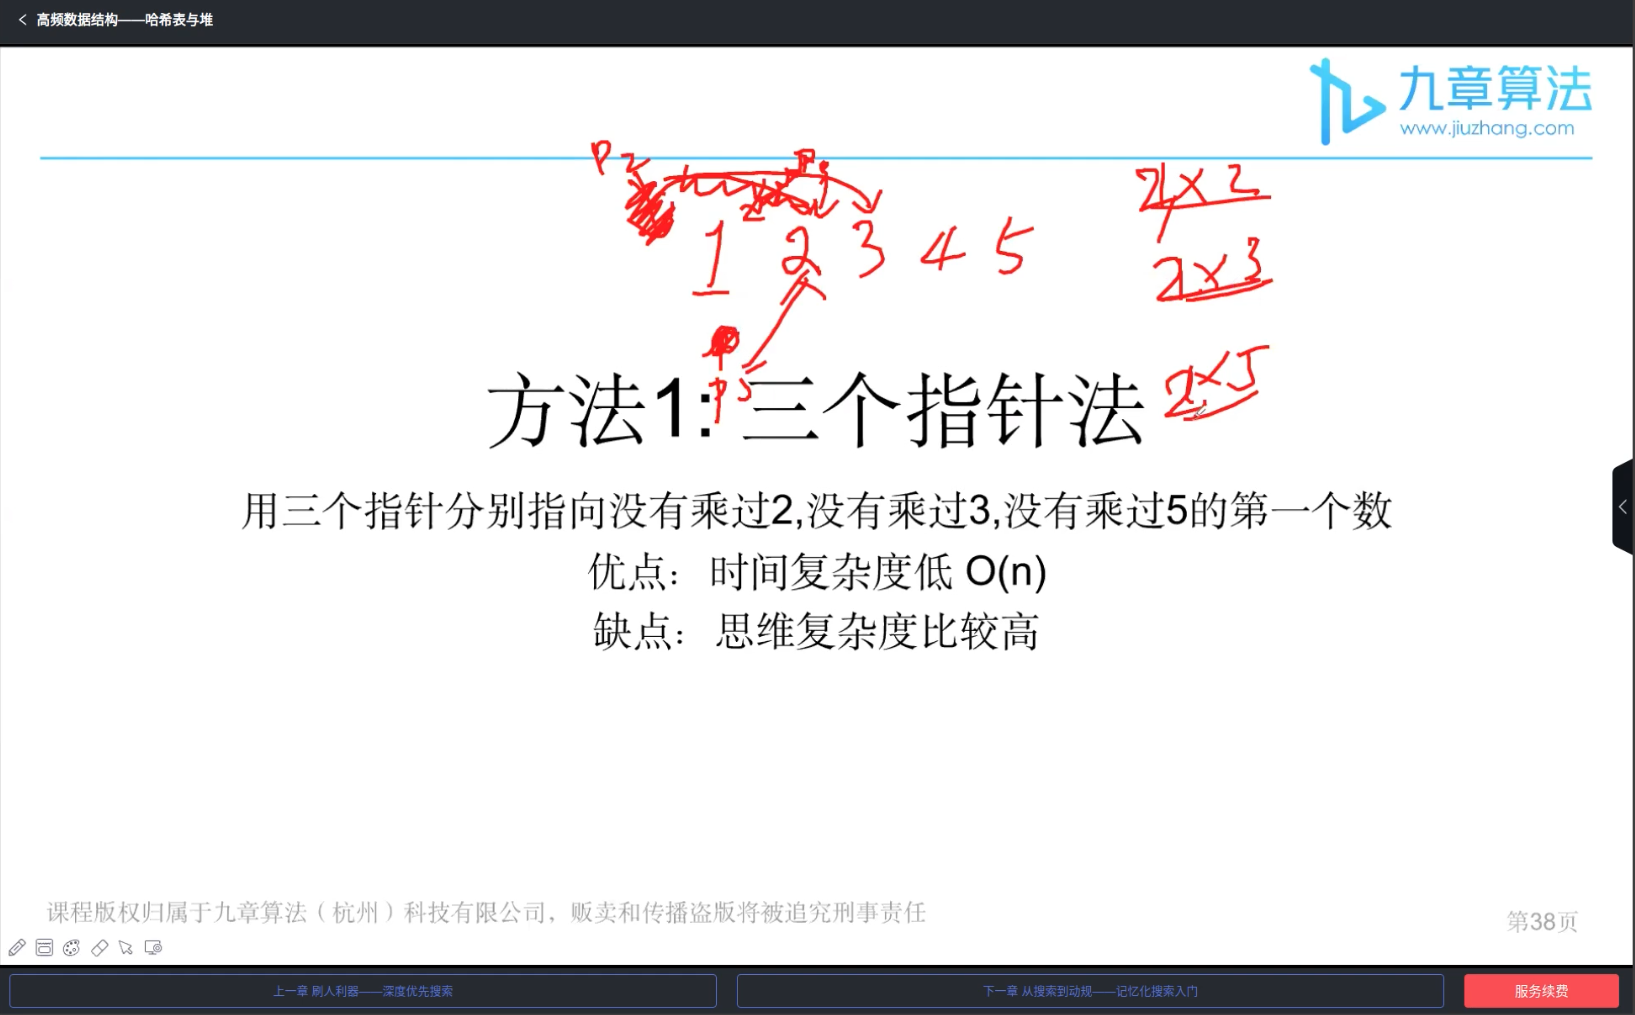 高频数据结构——哈希表与堆
九章算法
www.jiuzhang.com
P2
2×2
1 2 3 4 5
2×3
P5
2×5
方法1: 三个指针法
用三个指针分别指向没有乘过2,没有乘过3,没有乘过5的第一个数
优点： 时间复杂度低 O(n)
缺点： 思维复杂度比较高
课程版权归属于九章算法（杭州）科技有限公司，贩卖和传播盗版将被追究刑事责任
第38页
上一章 刷人利器——深度优先搜索
下一章 从搜索到动规——记忆化搜索入门
服务续费